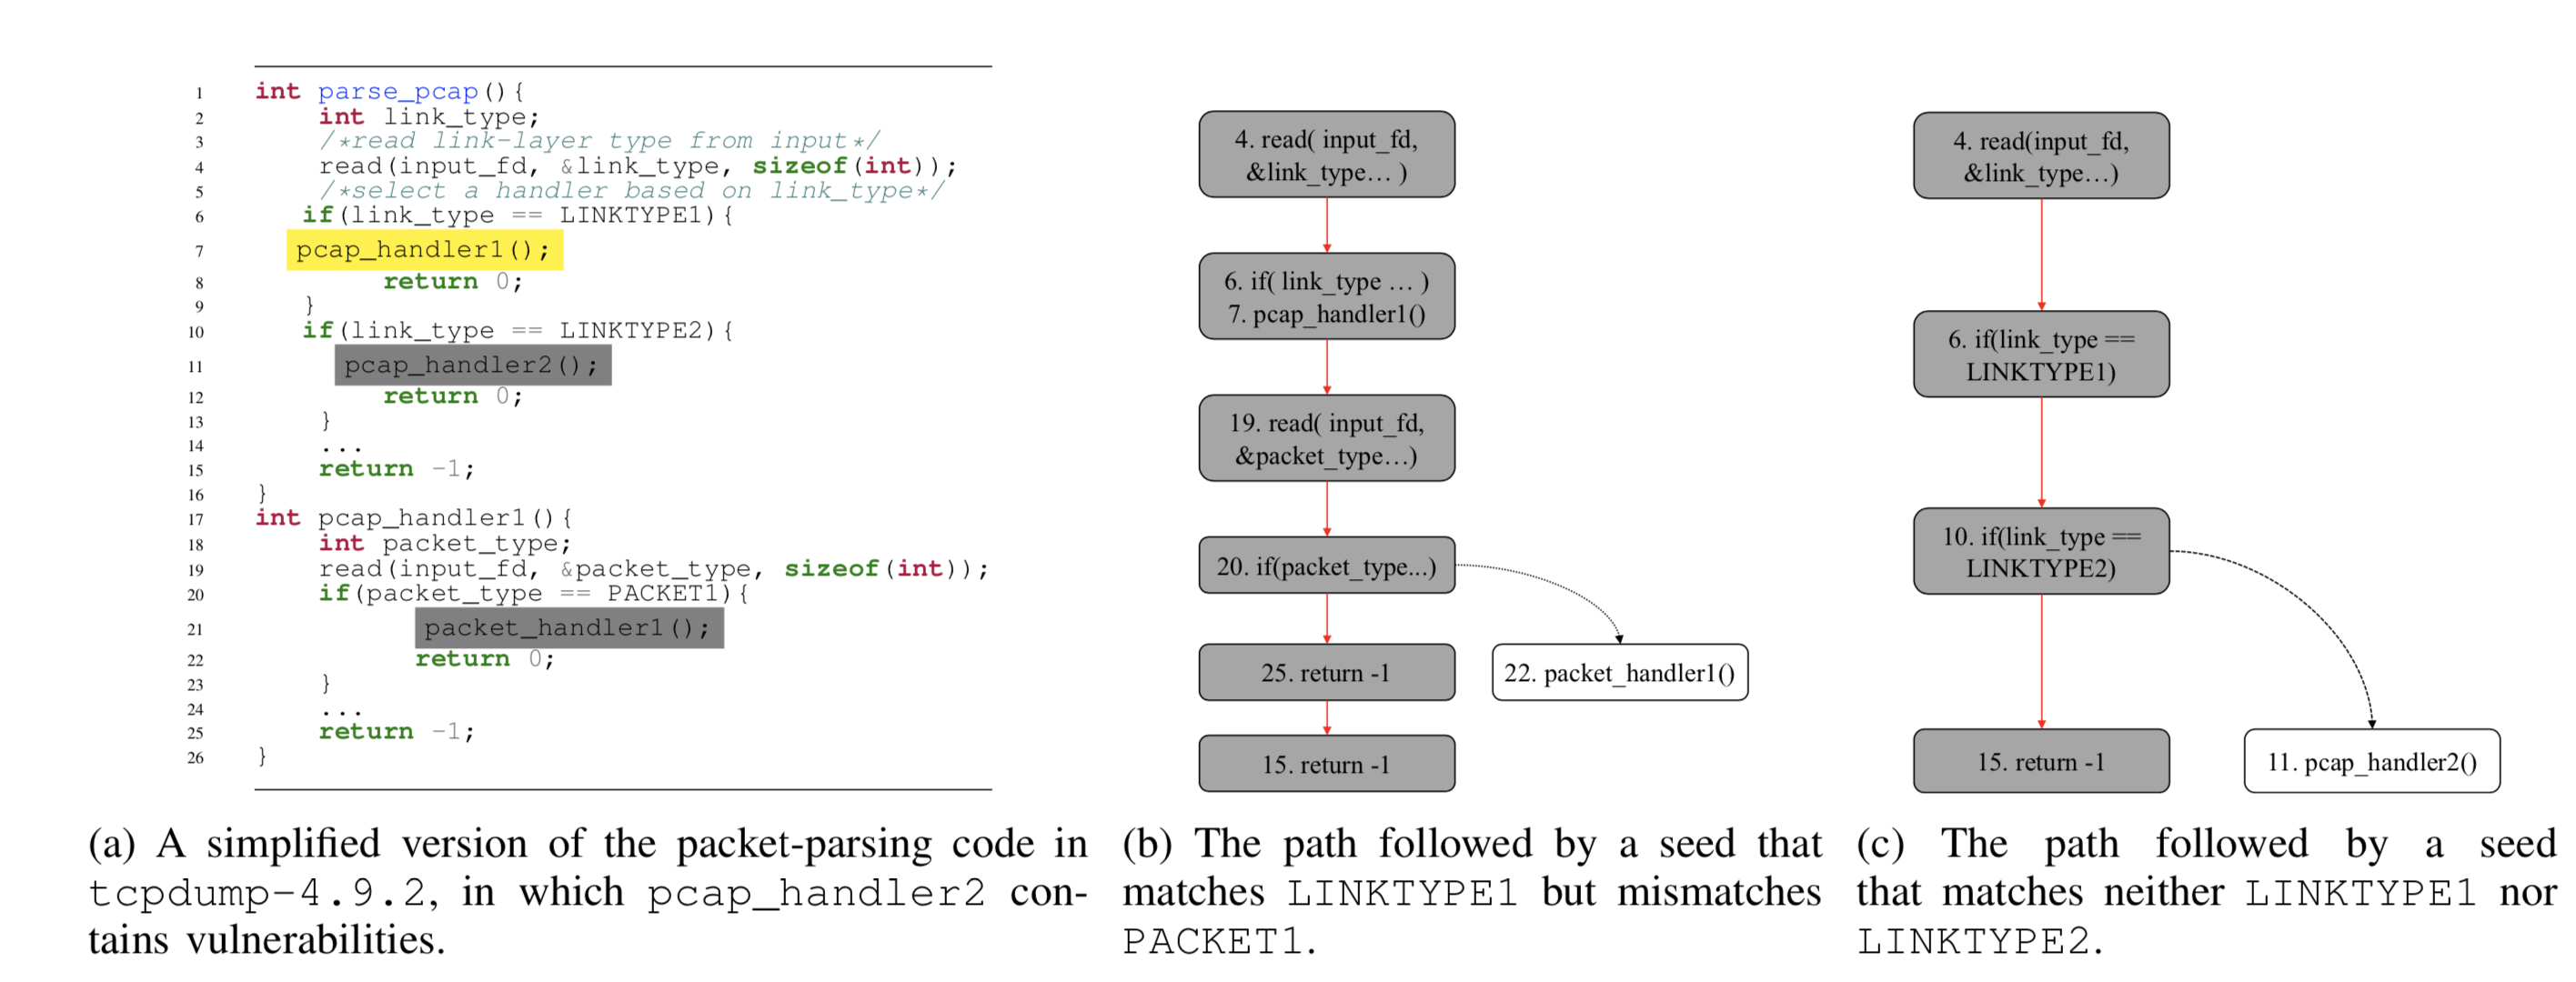 1 int parse_pcap(){
2 int link_type;
3 /*read link-layer type from input*/
4 read(input_fd, &link_type, sizeof(int));
5 /*select a handler based on link_type*/
6 if(link_type == LINKTYPE1){
7 pcap_handler1();
8 return 0;
9 }
10 if(link_type == LINKTYPE2){
11 pcap_handler2();
12 return 0;
13 }
14 ...
15 return -1;
16 }
17 int pcap_handler1(){
18 int packet_type;
19 read(input_fd, &packet_type, sizeof(int));
20 if(packet_type == PACKET1){
21 packet_handler1();
22 return 0;
23 }
24 ...
25 return -1;
26 }
(a) A simplified version of the packet-parsing code in
tcpdump-4.9.2, in which pcap_handler2 con-
tains vulnerabilities.
4. read( input_fd,
&link_type... )
6. if( link_type ... )
7. pcap_handler1()
19. read( input_fd,
&packet_type...)
20. if(packet_type...)
22. packet_handler1()
25. return -1
15. return -1
(b) The path followed by a seed that
matches LINKTYPE1 but mismatches
PACKET1.
4. read(input_fd,
&link_type...)
6. if(link_type ==
LINKTYPE1)
10. if(link_type ==
LINKTYPE2)
15. return -1
11. pcap_handler2()
(c) The path followed by a seed
that matches neither LINKTYPE1 nor
LINKTYPE2.